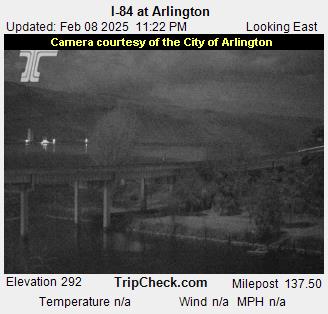 I-84 at Arlington
Updated: Feb 08 2025 11:22 PM Looking East
Camera courtesy of the City of Arlington
Elevation 292 TripCheck.com Milepost 137.50
Temperature n/a Wind n/a MPH n/a